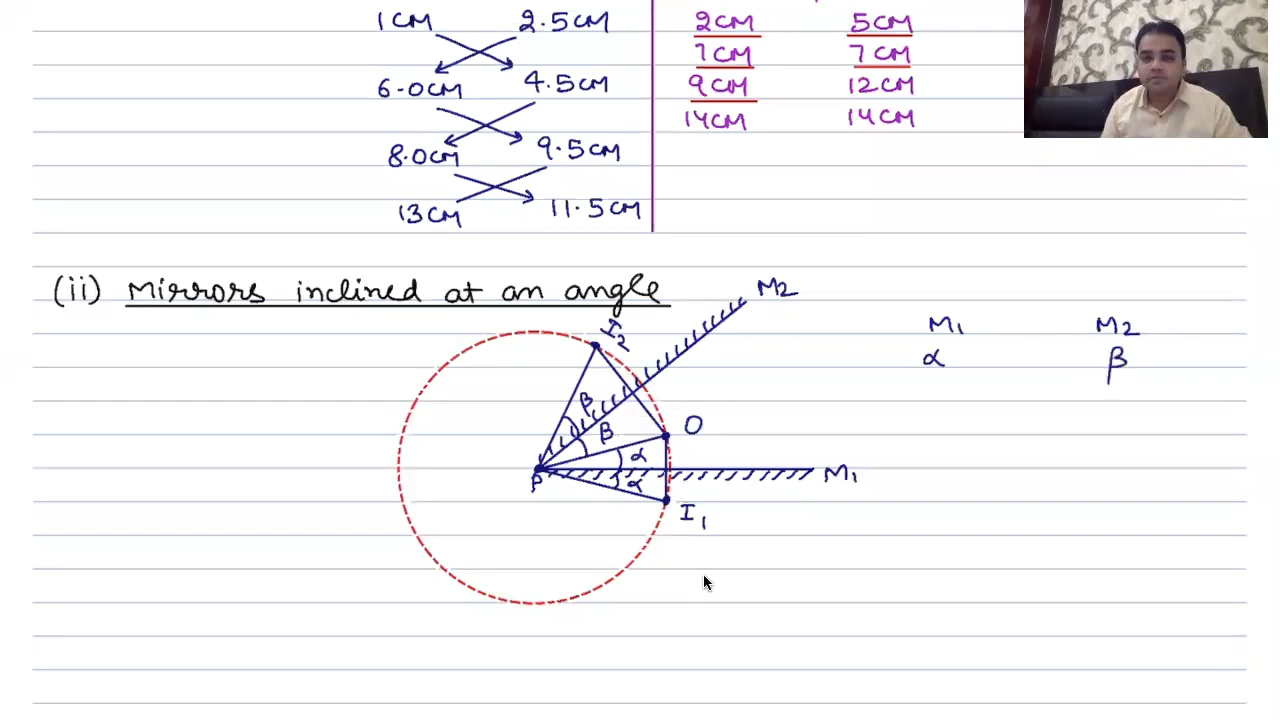 1CM 2.5CM 2CM 5CM
6.0CM 4.5CM 7CM 7CM
8.0CM 9.5CM 9CM 12CM
13CM 11.5CM 14CM 14CM
(ii) Mirrors inclined at an angle
M2
I2
M1 M2
α β
β
β
O
α
P
α
M1
I1